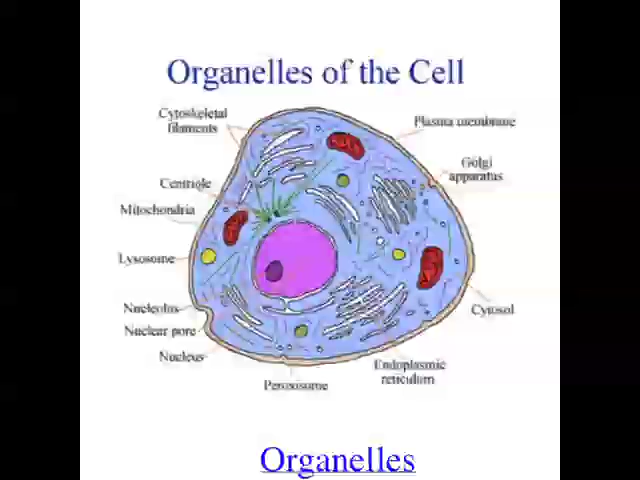 Organelles of the Cell
Cytoskeletal
filaments
Plasma membrane
Golgi
apparatus
Centriole
Mitochondria
Lysosome
Nucleolus
Nuclear pore
Nucleus
Cytosol
Endoplasmic
reticulum
Peroxisome
Organelles